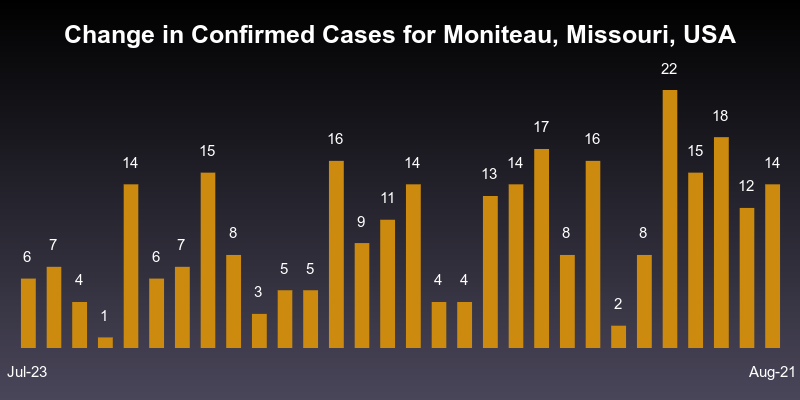 Change in Confirmed Cases for Moniteau, Missouri, USA
6 7 4 1 14 6 7 15 8 3 5 5 16 9 11 14 4 4 13 14 17 8 16 2 8 22 15 18 12 14
Jul-23 Aug-21